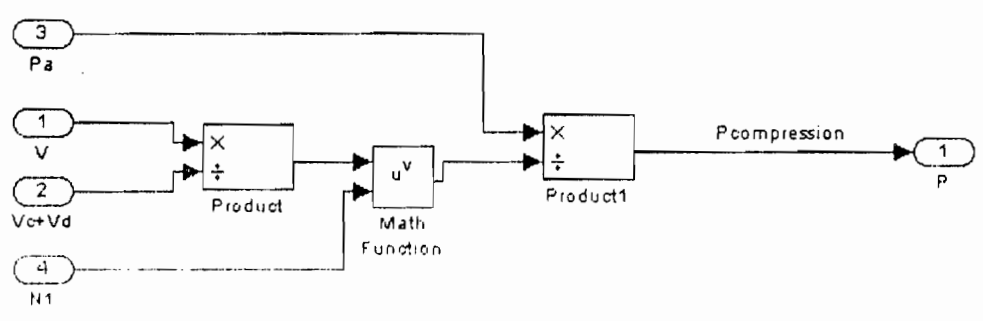 3
Pa
1
V
2
Vc+Vd
4
N1
×
÷
Product
u^v
Math
Function
×
÷
Product1
Pcompression
1
P